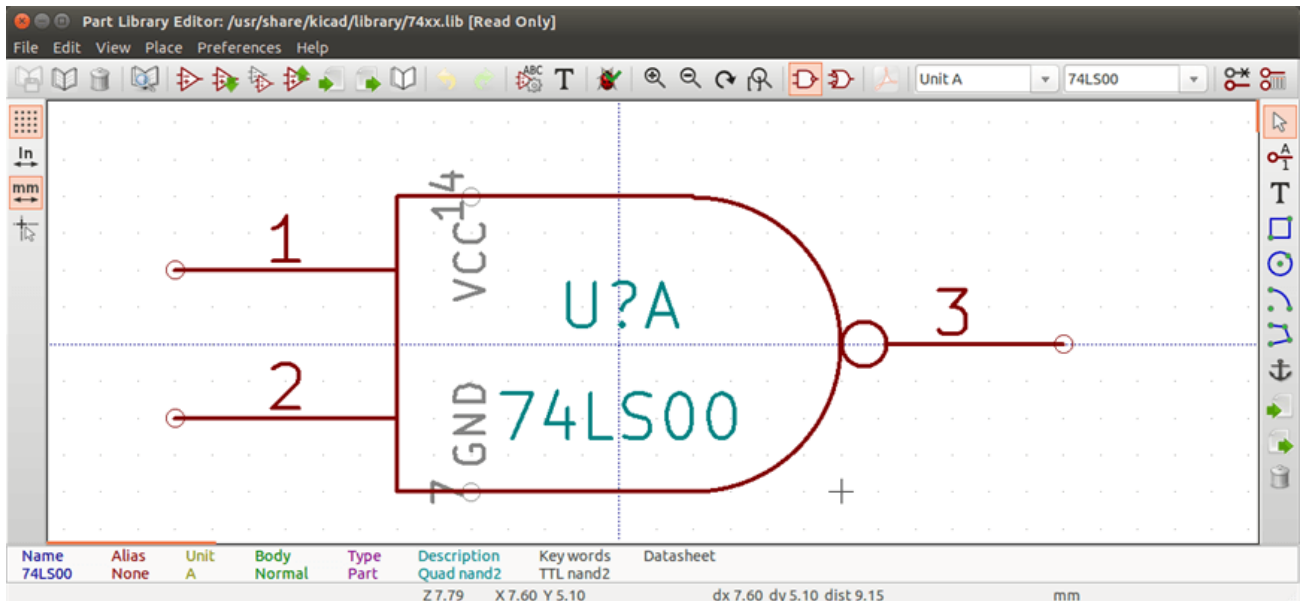 Part Library Editor: /usr/share/kicad/library/74xx.lib [Read Only]
File Edit View Place Preferences Help
ABC T Unit A 74LS00
In
mm
A
1
T
14
VCC
1
U?A
3
2
GND
74LS00
7
Name Alias Unit Body Type Description Key words Datasheet
74LS00 None A Normal Part Quad nand2 TTL nand2
Z 7.79 X 7.60 Y 5.10 dx 7.60 dy 5.10 dist 9.15 mm